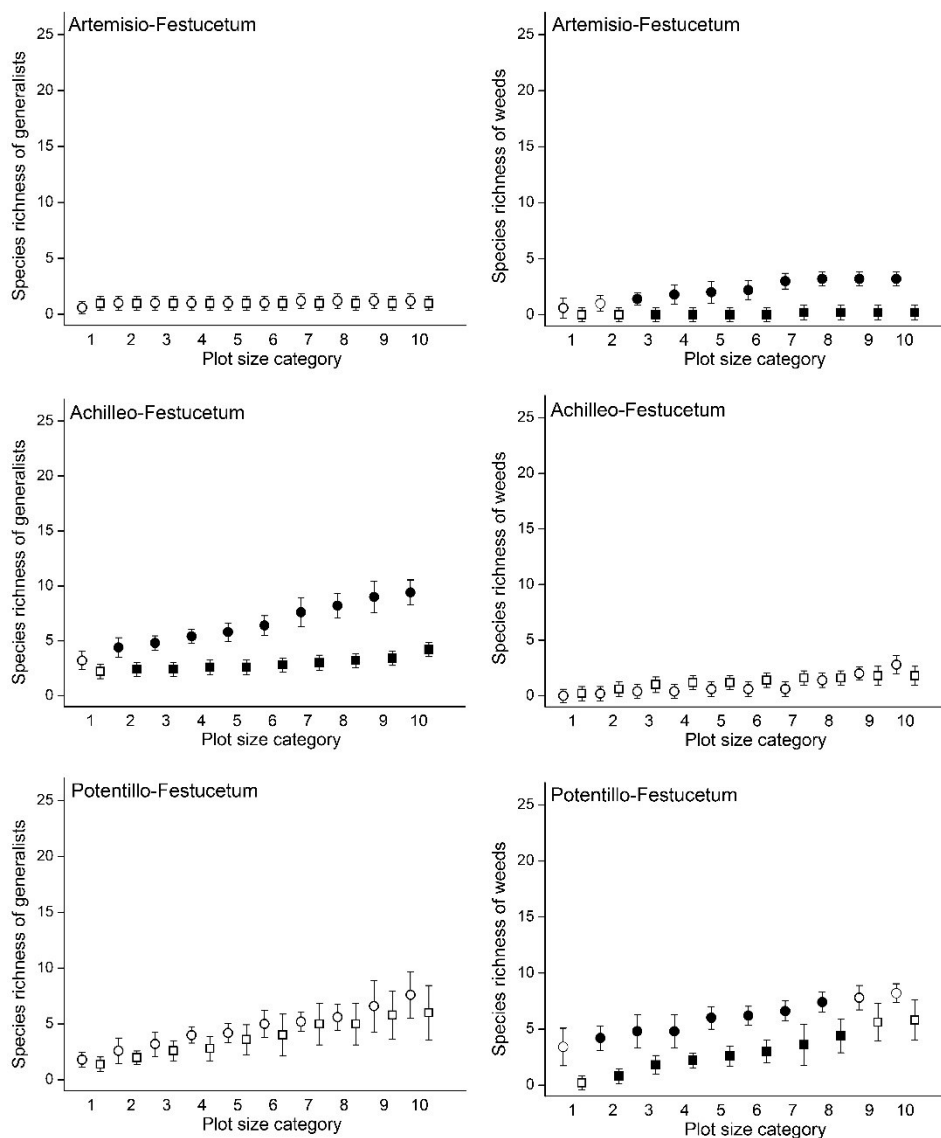 Artemisio-Festucetum
Species richness of generalists
25
20
15
10
5
0
1 2 3 4 5 6 7 8 9 10
Plot size category
Artemisio-Festucetum
Species richness of weeds
25
20
15
10
5
0
1 2 3 4 5 6 7 8 9 10
Plot size category
Achilleo-Festucetum
Species richness of generalists
25
20
15
10
5
0
1 2 3 4 5 6 7 8 9 10
Plot size category
Achilleo-Festucetum
Species richness of weeds
25
20
15
10
5
0
1 2 3 4 5 6 7 8 9 10
Plot size category
Potentillo-Festucetum
Species richness of generalists
25
20
15
10
5
0
1 2 3 4 5 6 7 8 9 10
Plot size category
Potentillo-Festucetum
Species richness of weeds
25
20
15
10
5
0
1 2 3 4 5 6 7 8 9 10
Plot size category